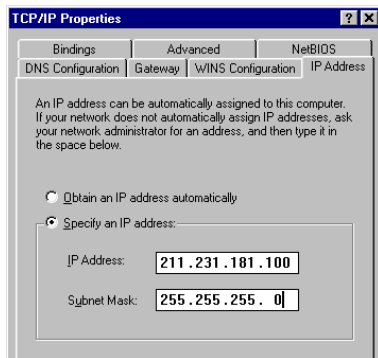 TCP/IP Properties
Bindings Advanced NetBIOS
DNS Configuration Gateway WINS Configuration IP Address
An IP address can be automatically assigned to this computer.
If your network does not automatically assign IP addresses, ask
your network administrator for an address, and then type it in
the space below.
Obtain an IP address automatically
Specify an IP address:
IP Address: 211.231.181.100
Subnet Mask: 255.255.255. 0